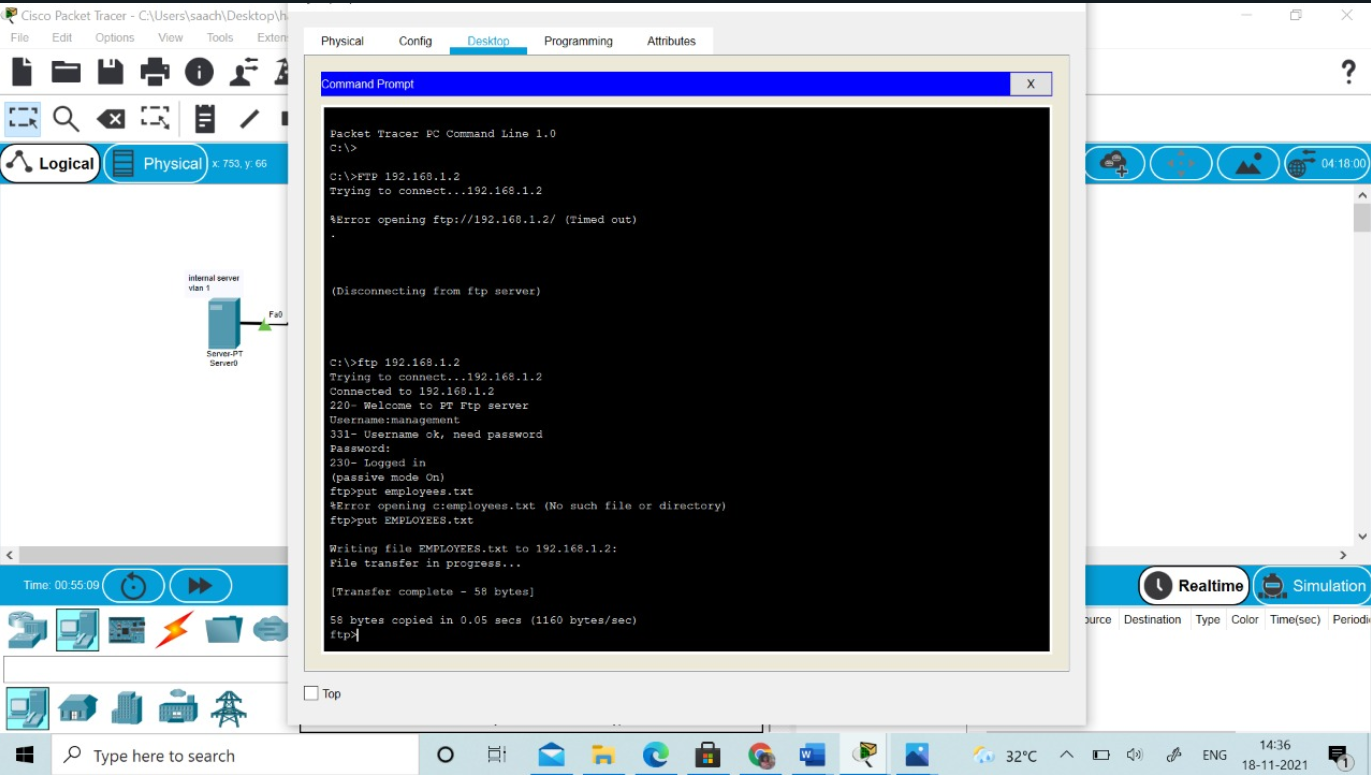 Cisco Packet Tracer - C:\Users\saach\Desktop\h
File Edit Options View Tools Exten
Physical Config Desktop Programming Attributes
?
Command Prompt X
Logical Physical x: 753, y: 66
04:18:00
Packet Tracer PC Command Line 1.0
C:\>
C:\>FTP 192.168.1.2
Trying to connect...192.168.1.2
%Error opening ftp://192.168.1.2/ (Timed out)
.
(Disconnecting from ftp server)
internal server
vlan 1
Fa0
Server-PT
Server0
C:\>ftp 192.168.1.2
Trying to connect...192.168.1.2
Connected to 192.168.1.2
220- Welcome to PT Ftp server
Username:management
331- Username ok, need password
Password:
230- Logged in
(passive mode On)
ftp>put employees.txt
%Error opening c:employees.txt (No such file or directory)
ftp>put EMPLOYEES.txt
Writing file EMPLOYEES.txt to 192.168.1.2:
File transfer in progress...
[Transfer complete - 58 bytes]
58 bytes copied in 0.05 secs (1160 bytes/sec)
ftp>
Time: 00:55:09
Realtime Simulation
ource Destination Type Color Time(sec) Periodi
Top
Type here to search
32°C ENG
14:36
18-11-2021
1